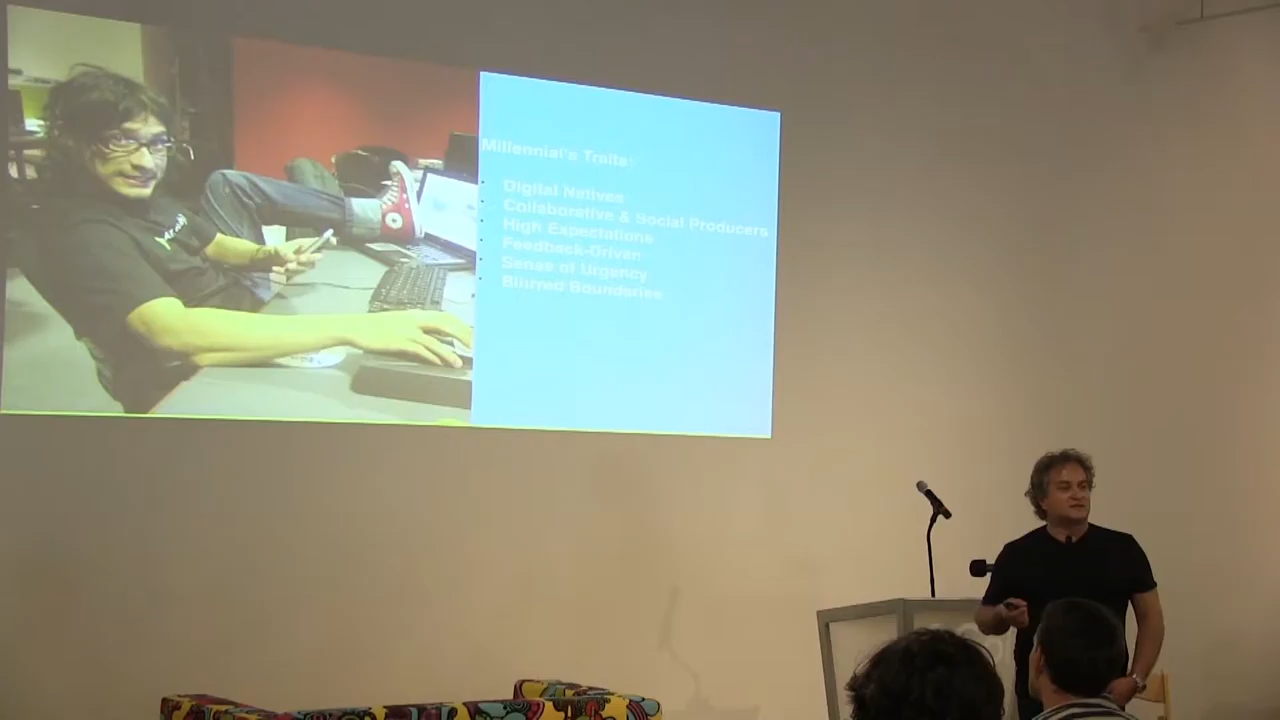 Millennial's Traits:
Digital Natives
Collaborative & Social Producers
High Expectations
Feedback-Driven
Sense of Urgency
Blurred Boundaries